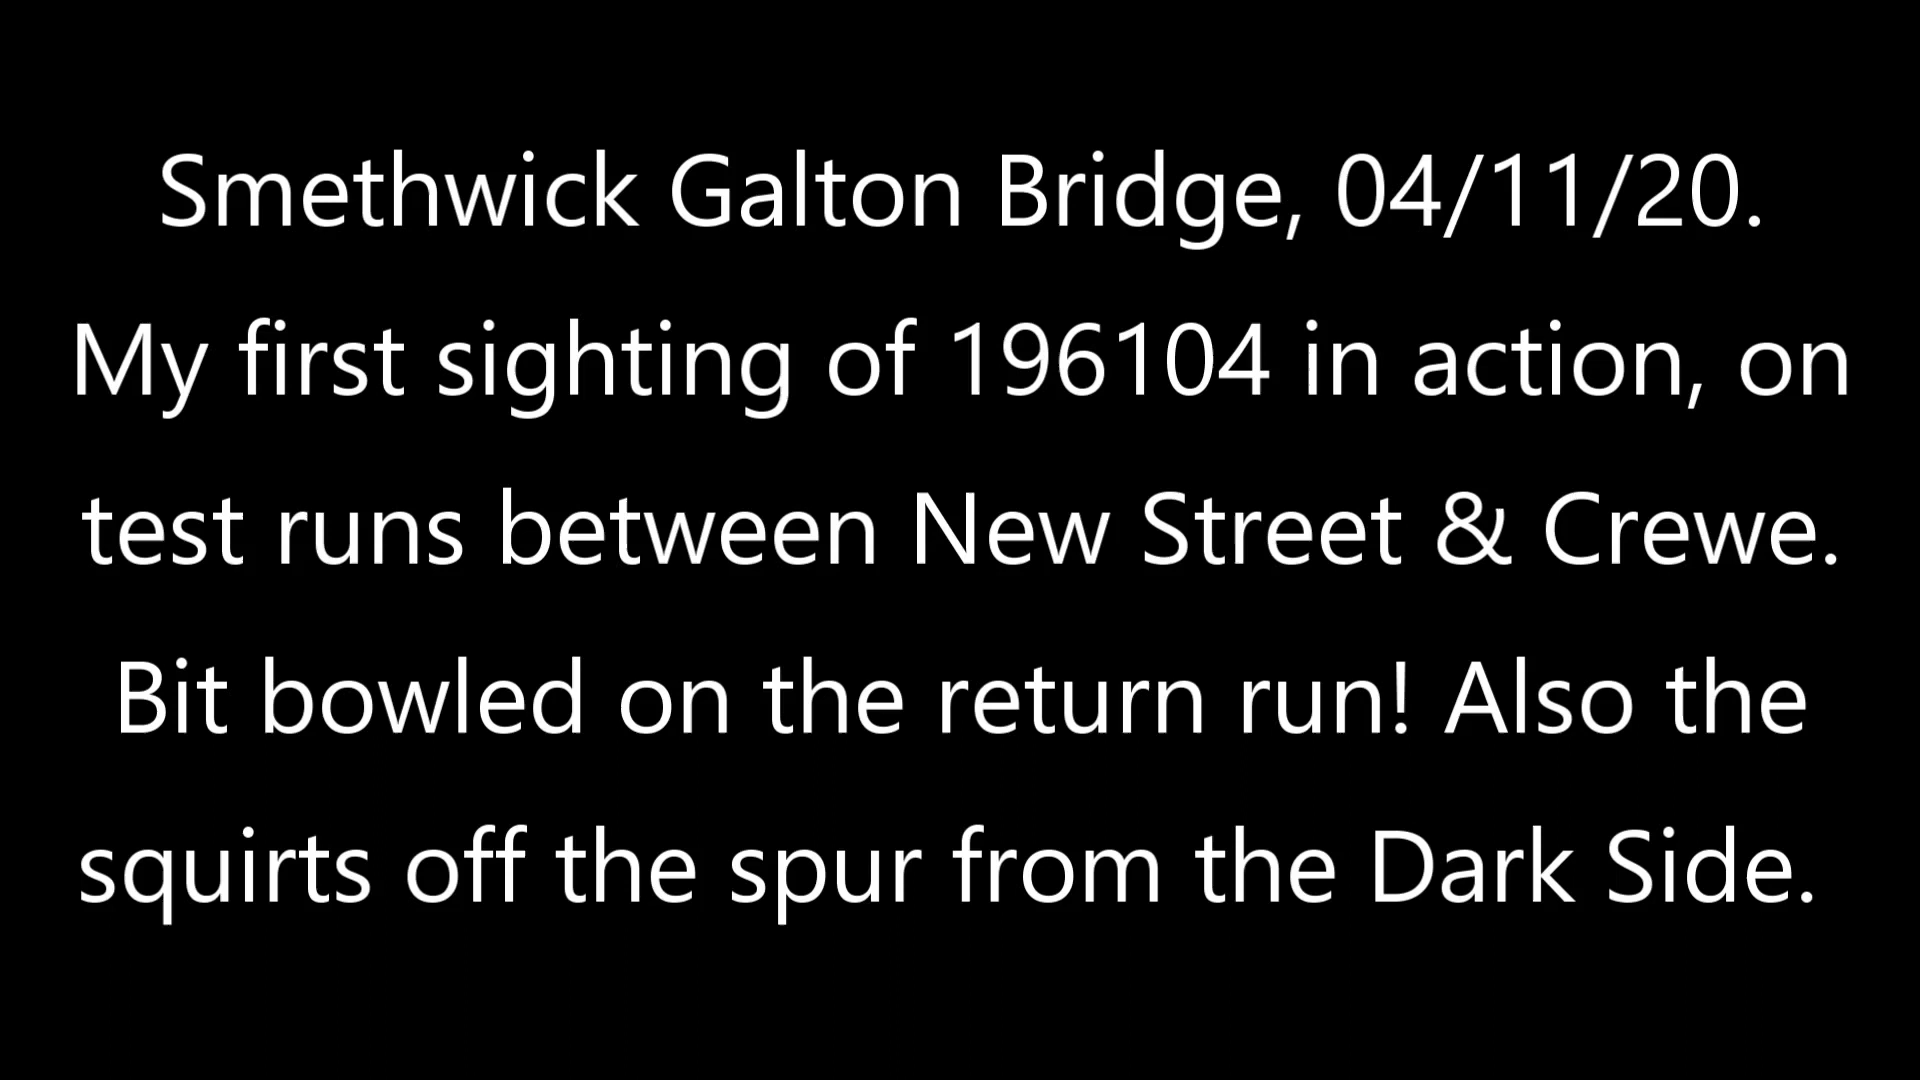 Smethwick Galton Bridge, 04/11/20.
My first sighting of 196104 in action, on
test runs between New Street & Crewe.
Bit bowled on the return run! Also the
squirts off the spur from the Dark Side.